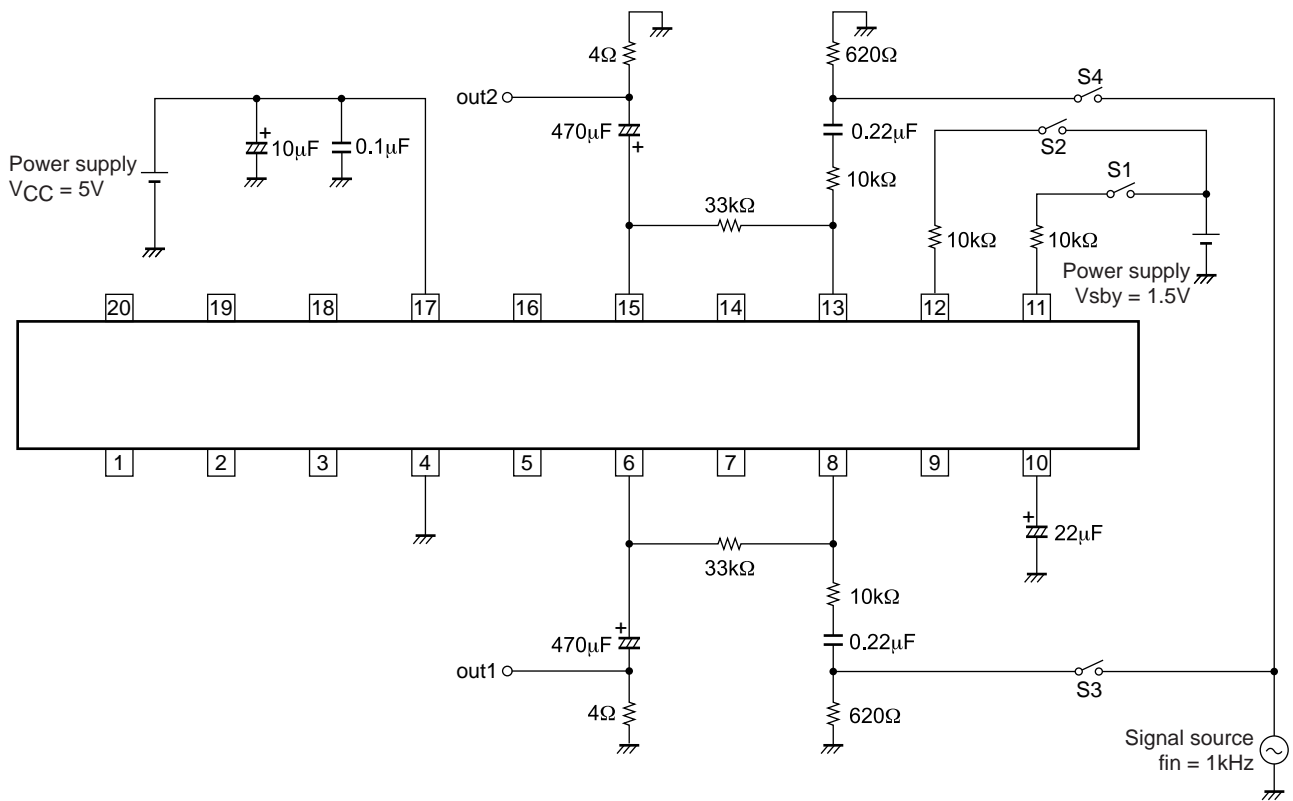 4Ω
620Ω
S4
out2
470μF
+
0.22μF
S2
+
10μF
0.1μF
Power supply
VCC = 5V
10kΩ
S1
33kΩ
10kΩ
10kΩ
Power supply
Vsby = 1.5V
20
19
18
17
16
15
14
13
12
11
1
2
3
4
5
6
7
8
9
10
+
22μF
33kΩ
10kΩ
+
470μF
0.22μF
out1
S3
4Ω
620Ω
Signal source
fin = 1kHz